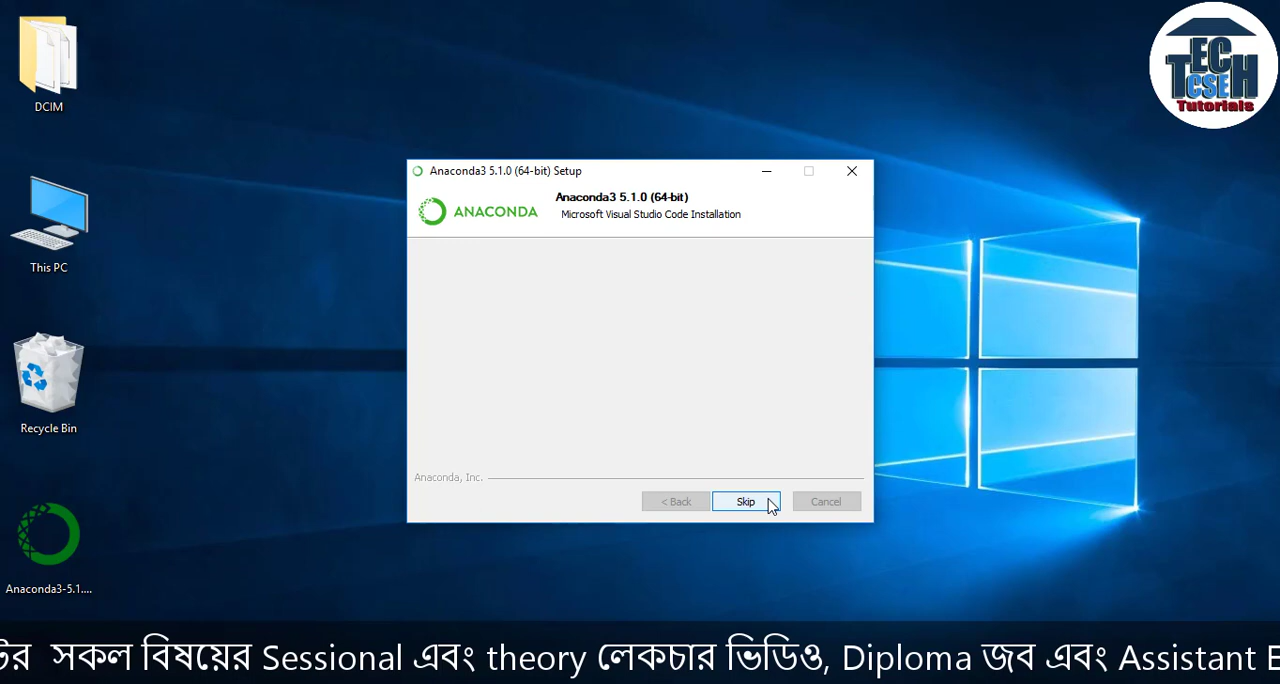 DCIM
This PC
Recycle Bin
Anaconda3-5.1....
TECH
CSE
Tutorials
Anaconda3 5.1.0 (64-bit) Setup
ANACONDA
Anaconda3 5.1.0 (64-bit)
Microsoft Visual Studio Code Installation
Anaconda, Inc.
< Back
Skip
Cancel
সকল বিষয়ের Sessional এবং theory লেকচার ভিডিও, Diploma জব এবং Assistant